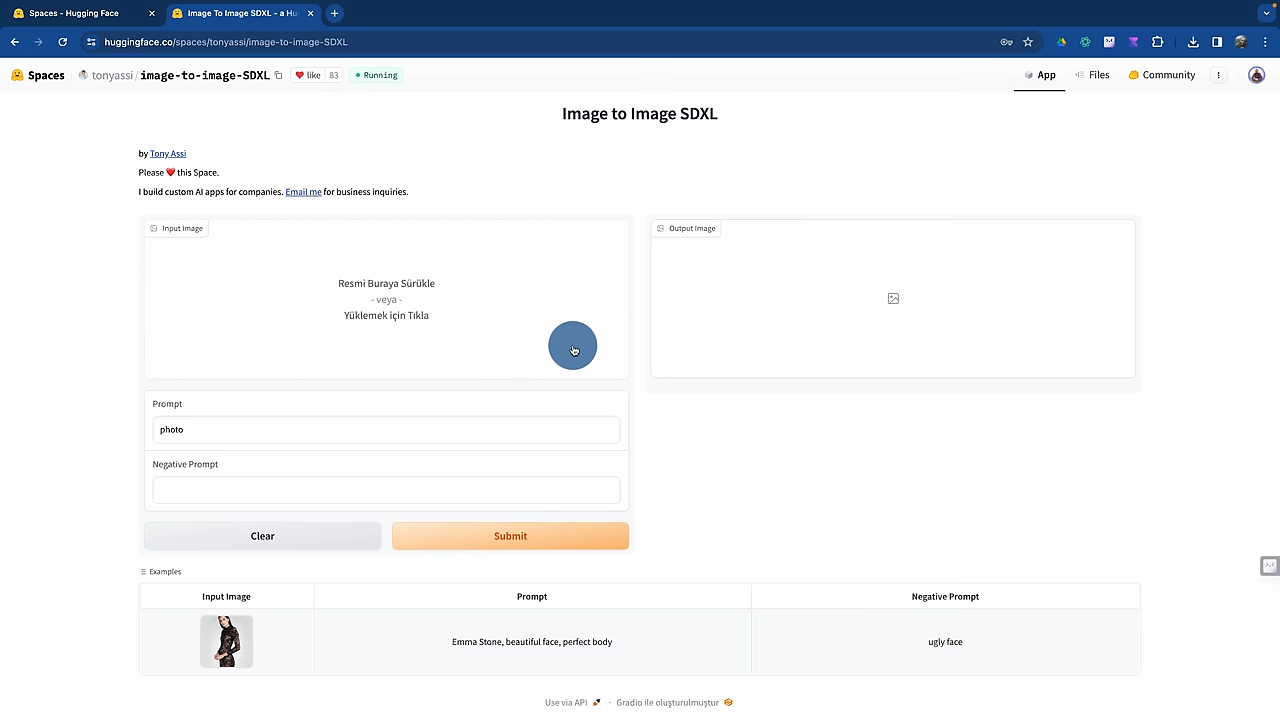 Spaces - Hugging Face
Image To Image SDXL - a Hu
huggingface.co/spaces/tonyassi/image-to-image-SDXL
Spaces tonyassi/image-to-image-SDXL like 83 Running
App Files Community
Image to Image SDXL
by Tony Assi
Please ❤️ this Space.
I build custom AI apps for companies. Email me for business inquiries.
Input Image
Resmi Buraya Sürükle
- veya -
Yüklemek için Tıkla
Output Image
Prompt
photo
Negative Prompt
Clear Submit
Examples
Input Image Prompt Negative Prompt
Emma Stone, beautiful face, perfect body ugly face
Use via API · Gradio ile oluşturulmuştur